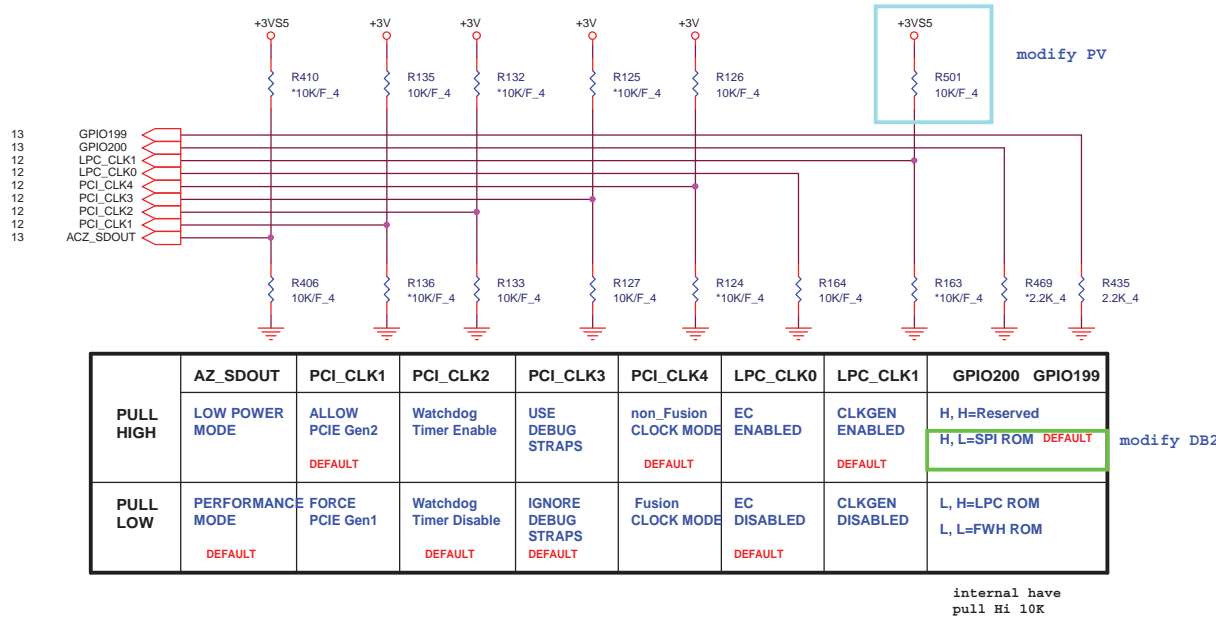 +3VS5 +3V +3V +3V +3V +3VS5
modify PV
R410 R135 R132 R125 R126 R501
*10K/F_4 10K/F_4 *10K/F_4 *10K/F_4 10K/F_4 10K/F_4
13 GPIO199
13 GPIO200
12 LPC_CLK1
12 LPC_CLK0
12 PCI_CLK4
12 PCI_CLK3
12 PCI_CLK2
12 PCI_CLK1
13 ACZ_SDOUT
R406 R136 R133 R127 R124 R164 R163 R469 R435
10K/F_4 *10K/F_4 10K/F_4 10K/F_4 *10K/F_4 10K/F_4 *10K/F_4 *2.2K_4 2.2K_4
AZ_SDOUT PCI_CLK1 PCI_CLK2 PCI_CLK3 PCI_CLK4 LPC_CLK0 LPC_CLK1 GPIO200 GPIO199
PULL LOW POWER ALLOW Watchdog USE non_Fusion EC CLKGEN H, H=Reserved
HIGH MODE PCIE Gen2 Timer Enable DEBUG CLOCK MODE ENABLED ENABLED
STRAPS H, L=SPI ROM DEFAULT modify DB2
DEFAULT DEFAULT DEFAULT
PULL PERFORMANCE FORCE Watchdog IGNORE Fusion EC CLKGEN L, H=LPC ROM
LOW MODE PCIE Gen1 Timer Disable DEBUG CLOCK MODE DISABLED DISABLED
STRAPS L, L=FWH ROM
DEFAULT DEFAULT DEFAULT DEFAULT
internal have
pull Hi 10K